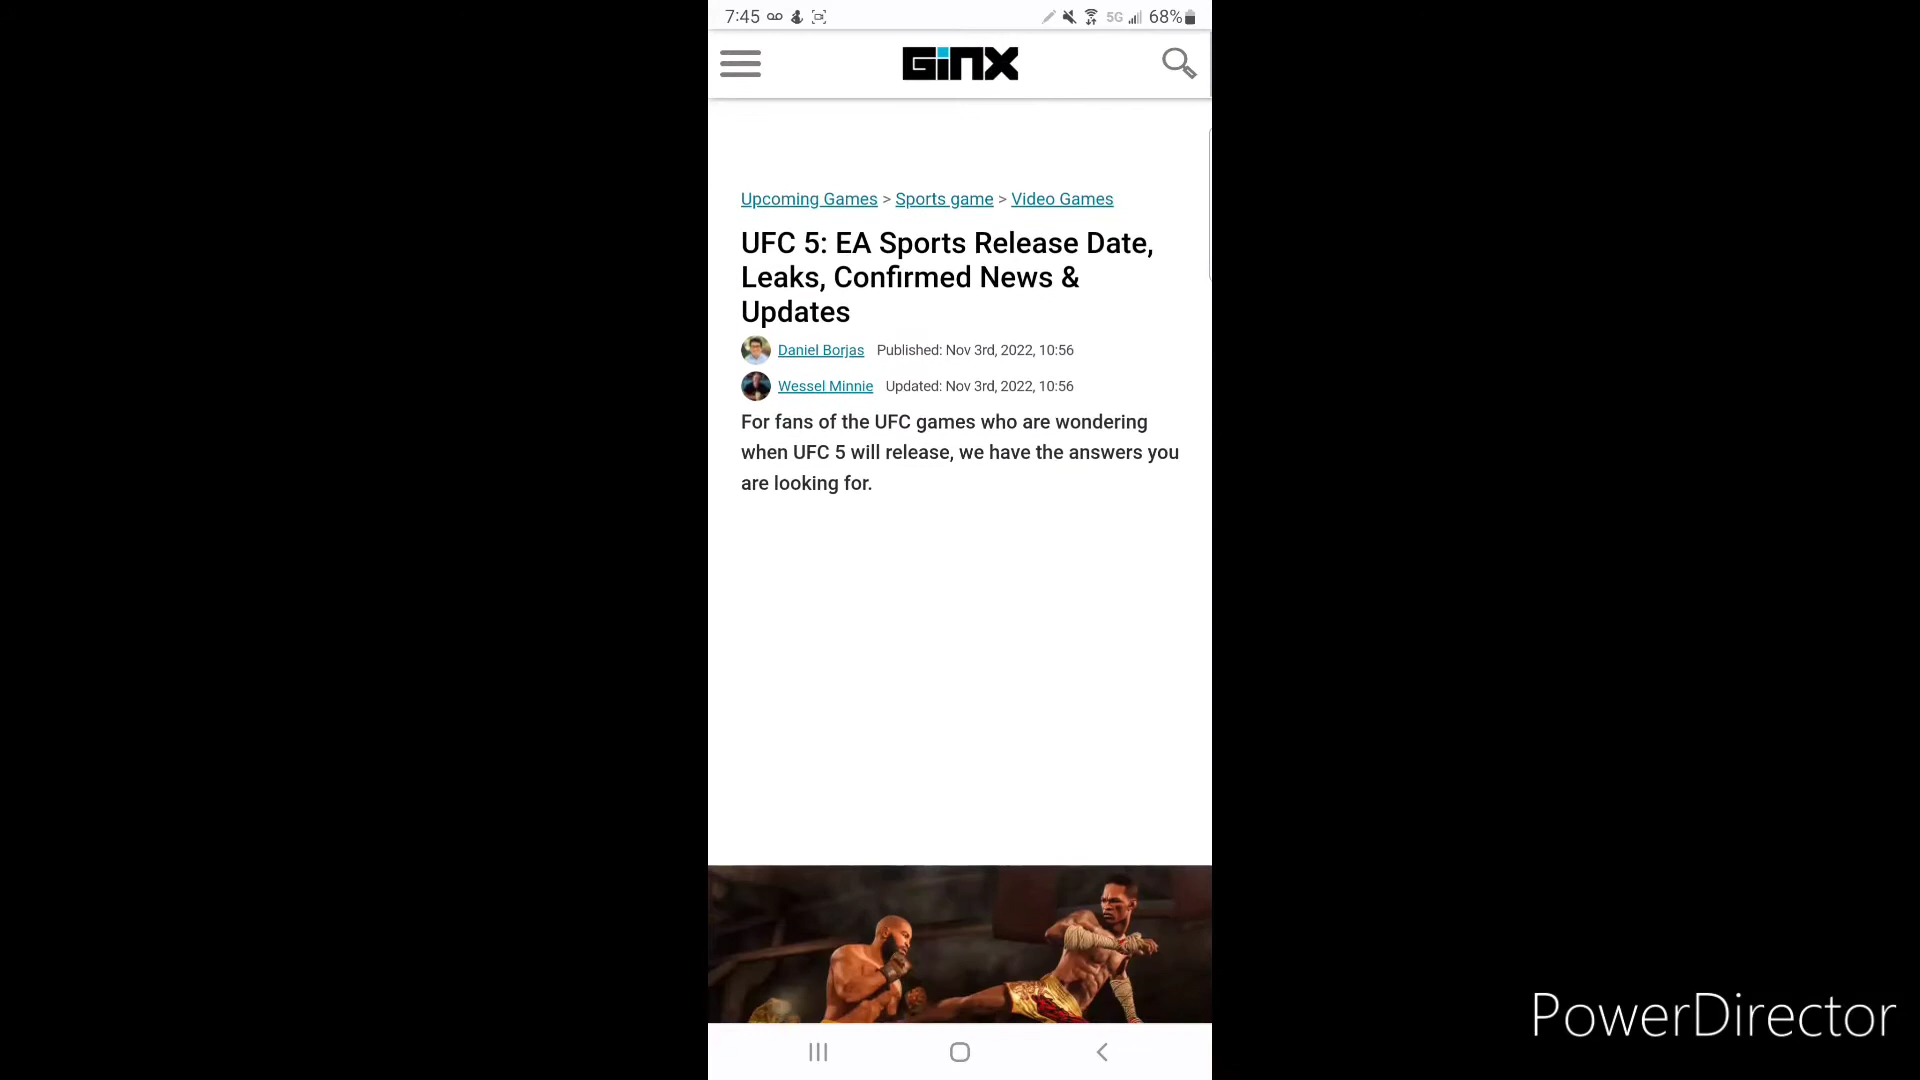 7:45 5G 68%
GINX
Upcoming Games > Sports game > Video Games
UFC 5: EA Sports Release Date,
Leaks, Confirmed News &
Updates
Daniel Borjas Published: Nov 3rd, 2022, 10:56
Wessel Minnie Updated: Nov 3rd, 2022, 10:56
For fans of the UFC games who are wondering
when UFC 5 will release, we have the answers you
are looking for.
PowerDirector